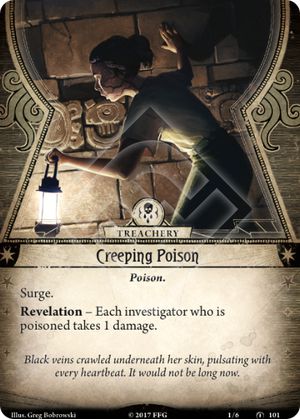 TREACHERY
Creeping Poison
Poison.
Surge.
Revelation – Each investigator who is
poisoned takes 1 damage.
Black veins crawled underneath her skin, pulsating with
every heartbeat. It would not be long now.
Illus. Greg Bobrowski © 2017 FFG 1/6 101